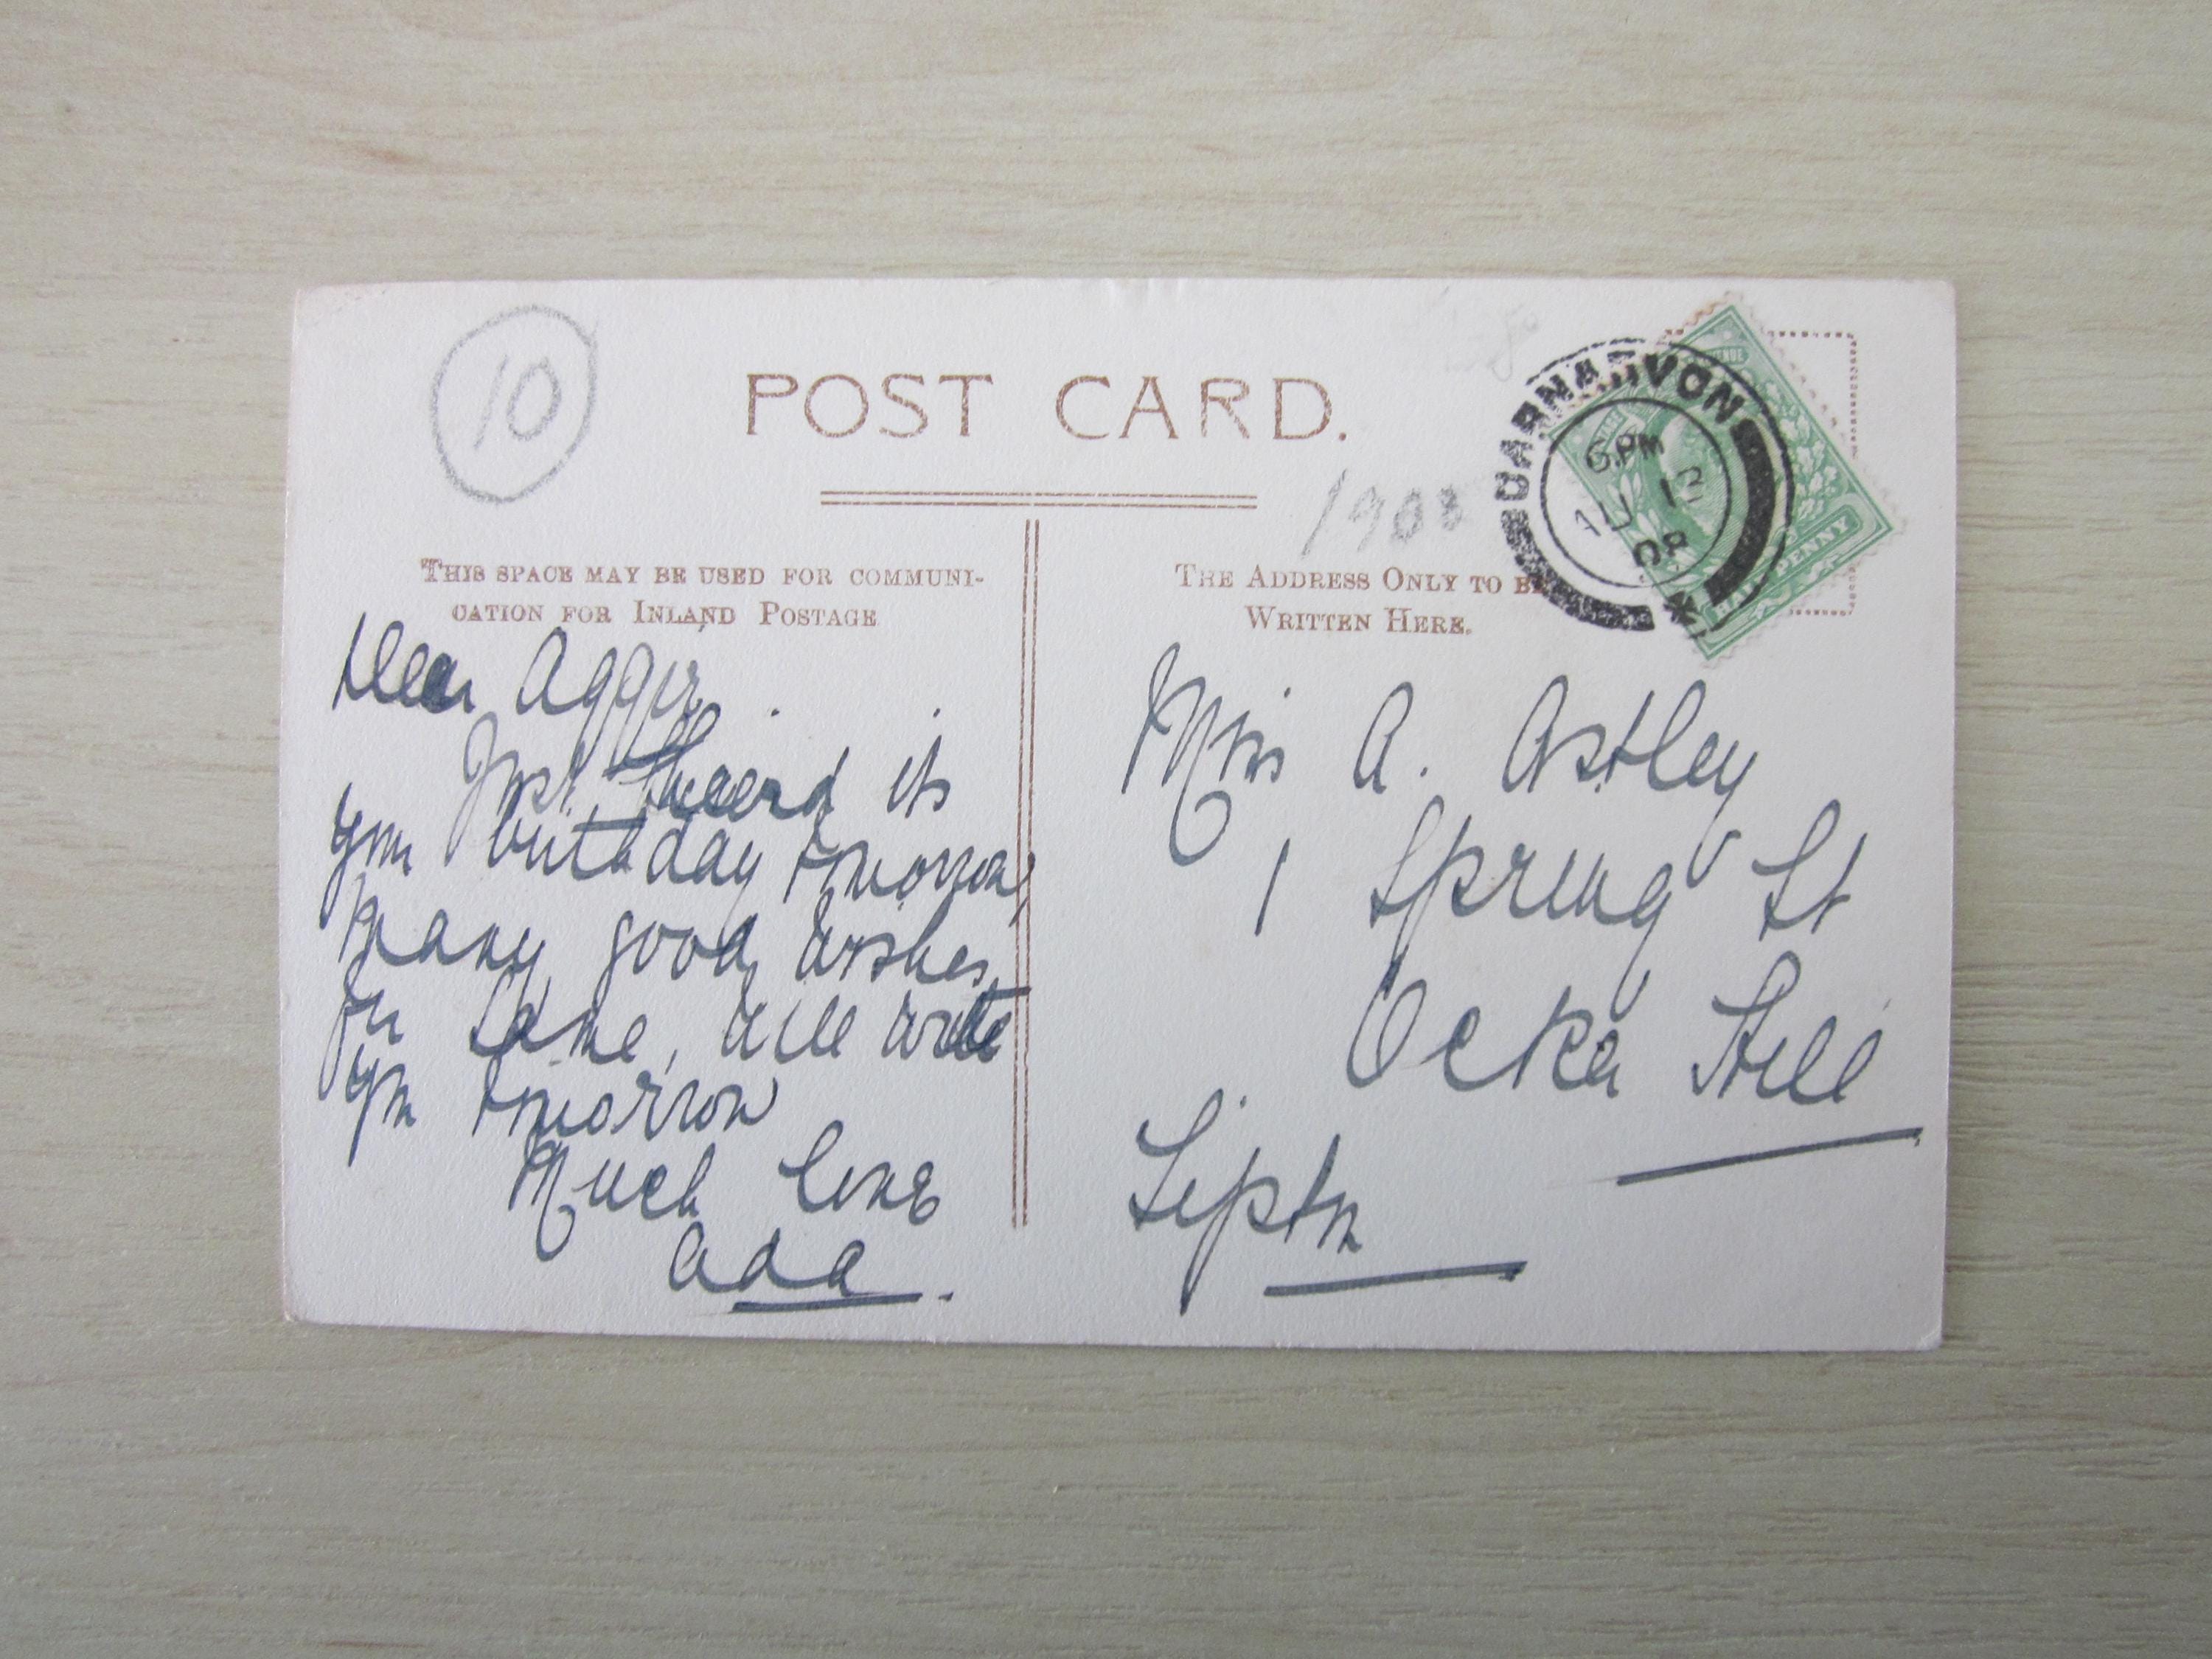 10
POST CARD.
1908
CARNARVON
6.PM
AU 13
08
HALFPENNY
THIS SPACE MAY BE USED FOR COMMUNI-
CATION FOR INLAND POSTAGE
THE ADDRESS ONLY TO BE
WRITTEN HERE.
Dear Aggie,
Just heard its
your birthday tomorrow,
Many good wishes
for same, will write
you tomorrow
Much love
Ada.
Miss A. Astley
1 Spring St
Ocker Hill
Tipton